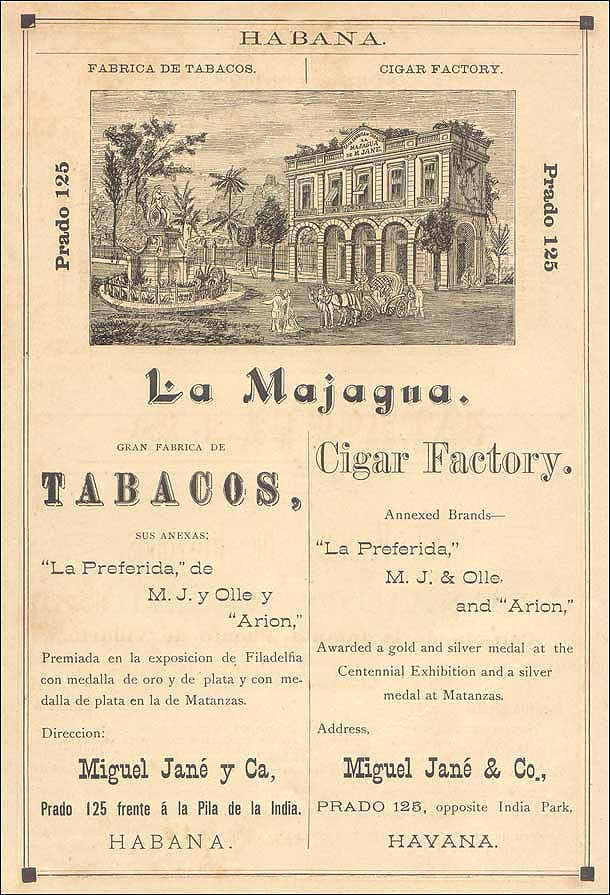 HABANA.
FABRICA DE TABACOS.
CIGAR FACTORY.
Prado 125
MAJAGUA
DE M. JANE.
Prado 125
La Majagua.
GRAN FABRICA DE
TABACOS,
SUS ANEXAS:
"La Preferida," de
M. J. y Olle y
"Arion,"
Premiada en la exposicion de Filadelfia
con medalla de oro y de plata y con me-
dalla de plata en la de Matanzas.
Direccion:
Miguel Jané y Ca,
Prado 125 frente á la Pila de la India.
HABANA.
Cigar Factory.
Annexed Brands—
"La Preferida,"
M. J. & Olle,
and "Arion,"
Awarded a gold and silver medal at the
Centennial Exhibition and a silver
medal at Matanzas.
Address,
Miguel Jané & Co.,
PRADO 125, opposite India Park,
HAVANA.